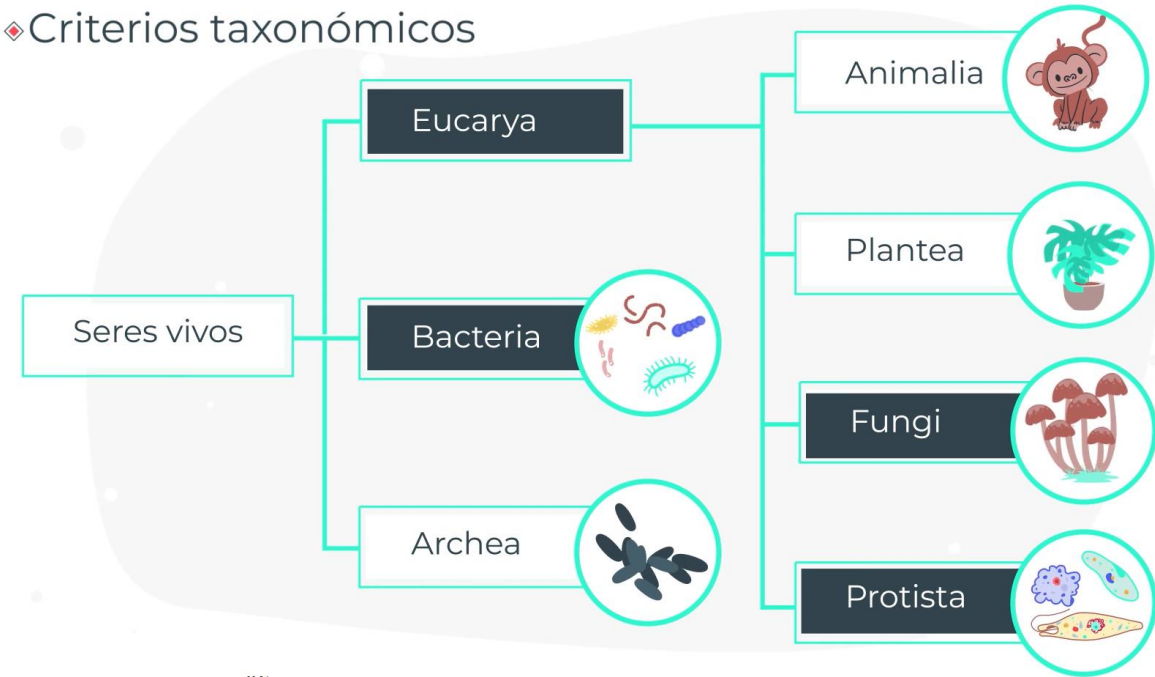 Criterios taxonómicos
Animalia
Eucarya
Plantea
Seres vivos
Bacteria
Fungi
Archea
Protista